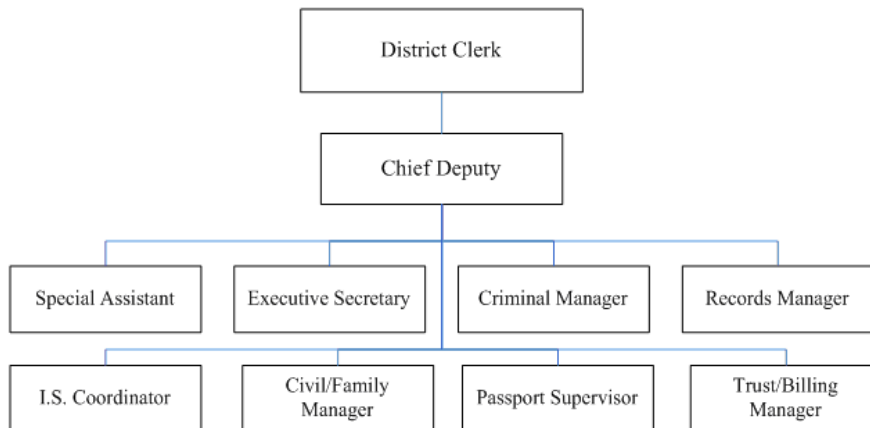 District Clerk
Chief Deputy
Special Assistant
Executive Secretary
Criminal Manager
Records Manager
I.S. Coordinator
Civil/Family
Manager
Passport Supervisor
Trust/Billing
Manager